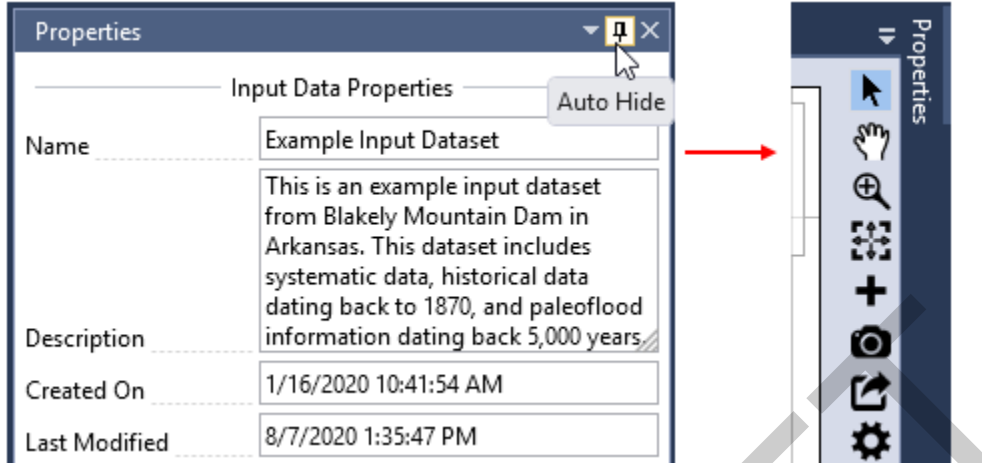 Properties
Input Data Properties
Auto Hide
Name
Example Input Dataset
Description
This is an example input dataset
from Blakely Mountain Dam in
Arkansas. This dataset includes
systematic data, historical data
dating back to 1870, and paleoflood
information dating back 5,000 years.
Created On
1/16/2020 10:41:54 AM
Last Modified
8/7/2020 1:35:47 PM
Properties